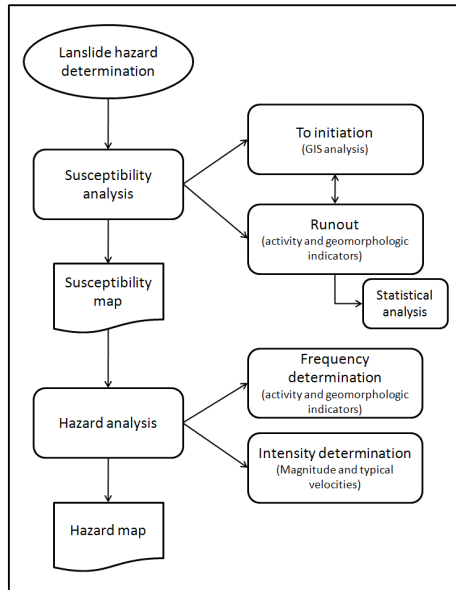 Lanslide hazard
determination
To initiation
(GIS analysis)
Susceptibility
analysis
Runout
(activity and geomorphologic
indicators)
Statistical
analysis
Susceptibility
map
Frequency
determination
(activity and geomorphologic
indicators)
Hazard analysis
Intensity determination
(Magnitude and typical
velocities)
Hazard map